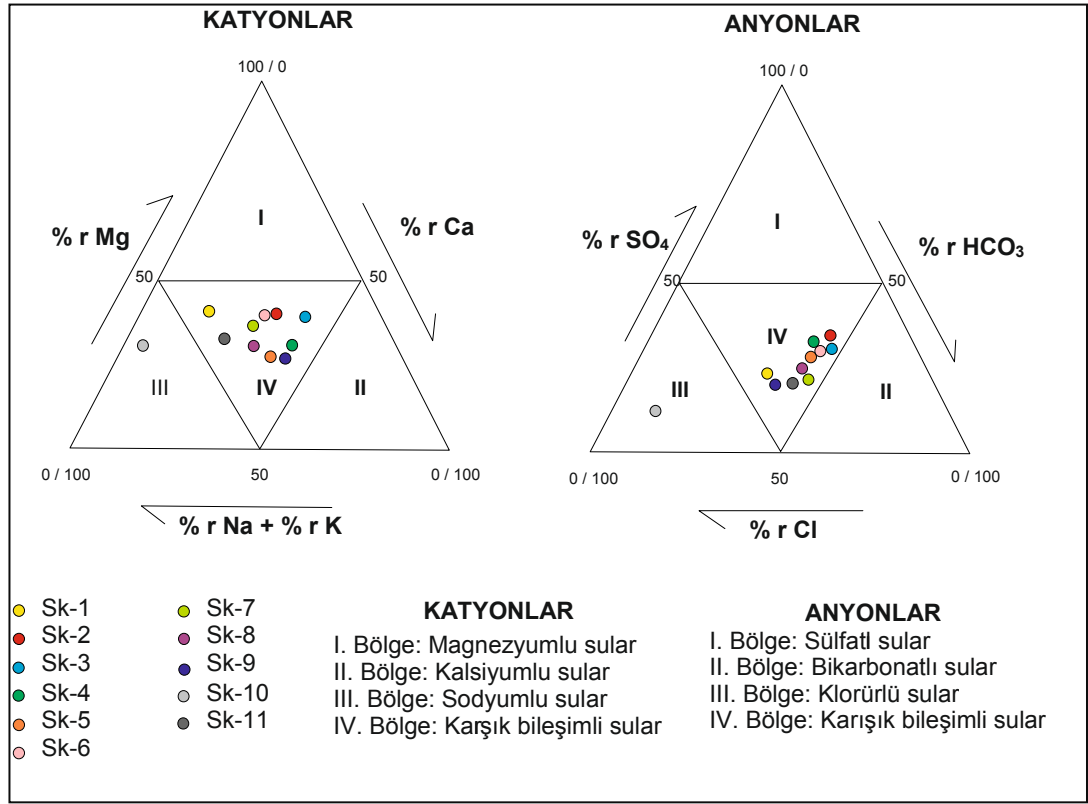 KATYONLAR
100 / 0
I
% r Mg
% r Ca
50
50
III
IV
II
0 / 100
50
0 / 100
% r Na + % r K
ANYONLAR
100 / 0
I
% r SO₄
% r HCO₃
50
50
IV
III
II
0 / 100
50
0 / 100
% r Cl
Sk-1
Sk-2
Sk-3
Sk-4
Sk-5
Sk-6
Sk-7
Sk-8
Sk-9
Sk-10
Sk-11
KATYONLAR
I. Bölge: Magnezyumlu sular
II. Bölge: Kalsiyumlu sular
III. Bölge: Sodyumlu sular
IV. Bölge: Karşık bileşimli sular
ANYONLAR
I. Bölge: Sülfatl sular
II. Bölge: Bikarbonatlı sular
III. Bölge: Klorürlü sular
IV. Bölge: Karışık bileşimli sular